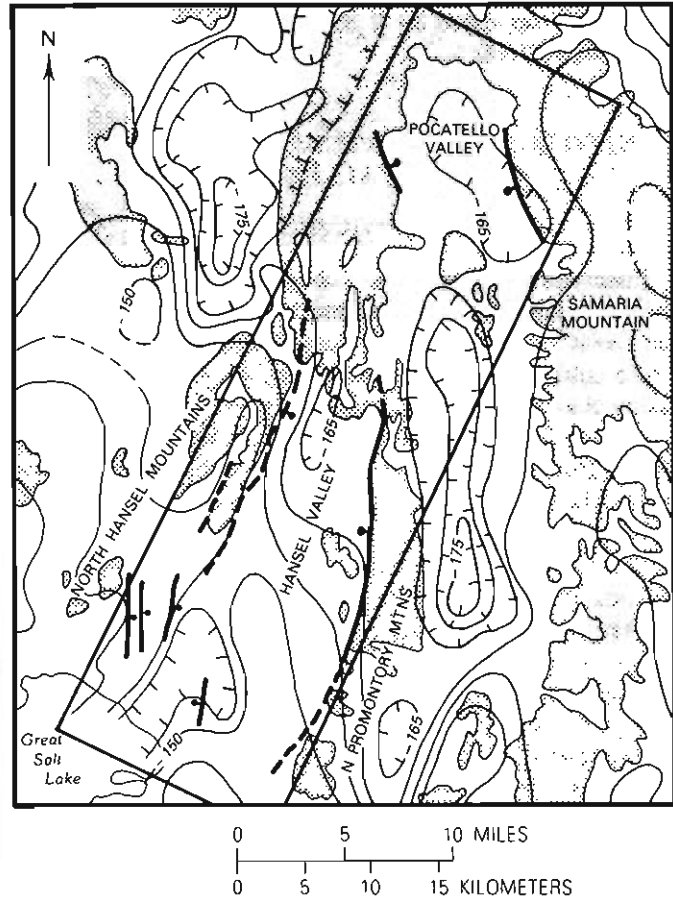 N
POCATELLO
VALLEY
-165
-175
150
SAMARIA
MOUNTAIN
NORTH HANSEL MOUNTAINS
-165
HANSEL VALLEY
-175
N PROMONTORY MTNS
-165
-150
Great
Salt
Lake
0 5 10 MILES
0 5 10 15 KILOMETERS